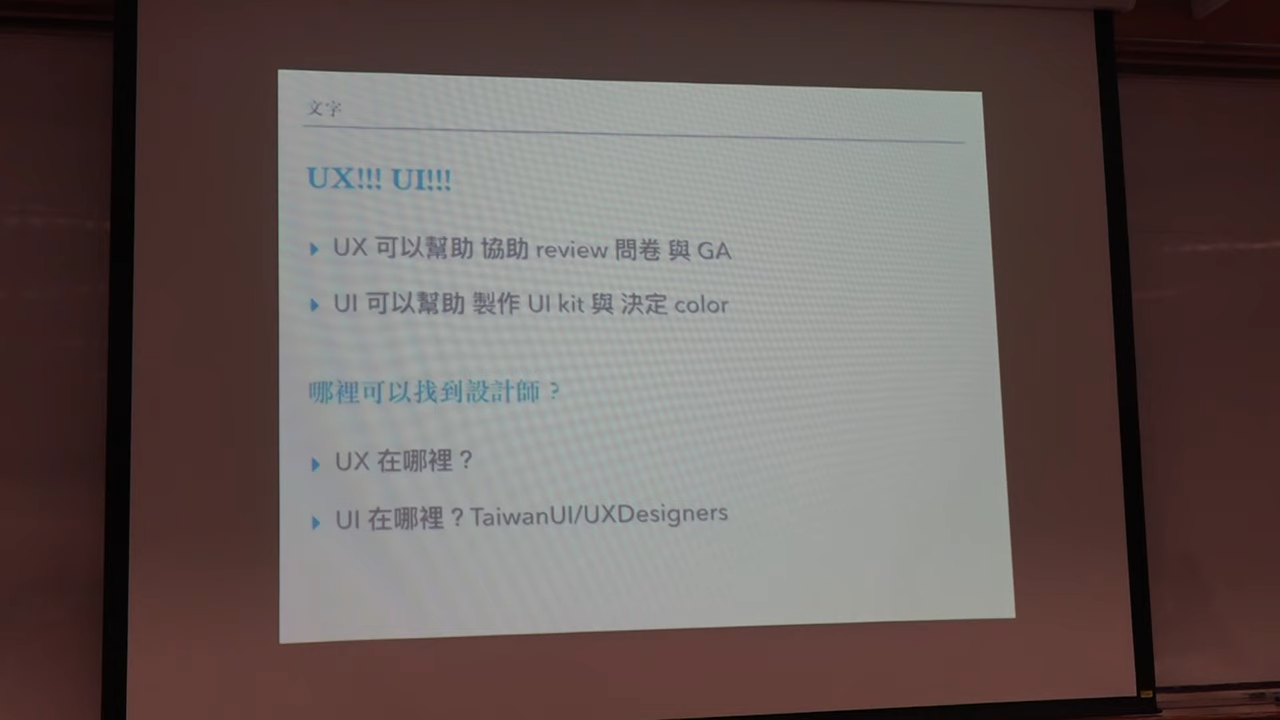 文字
UX!!! UI!!!
UX 可以幫助 協助 review 問卷 與 GA
UI 可以幫助 製作 UI kit 與 決定 color
哪裡可以找到設計師？
UX 在哪裡？
UI 在哪裡？TaiwanUI/UXDesigners